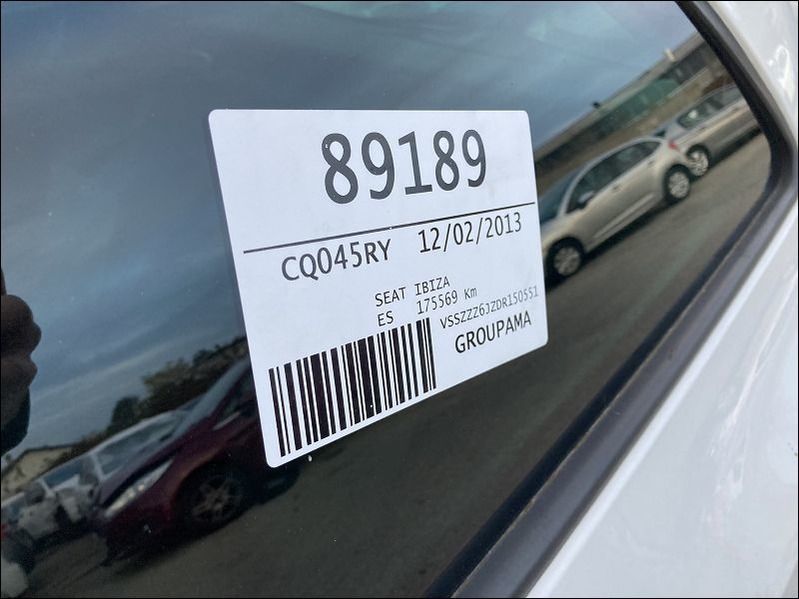 89189
CQ045RY 12/02/2013
SEAT IBIZA
ES 175569 Km
VSSZZZ6JZDR150551
GROUPAMA